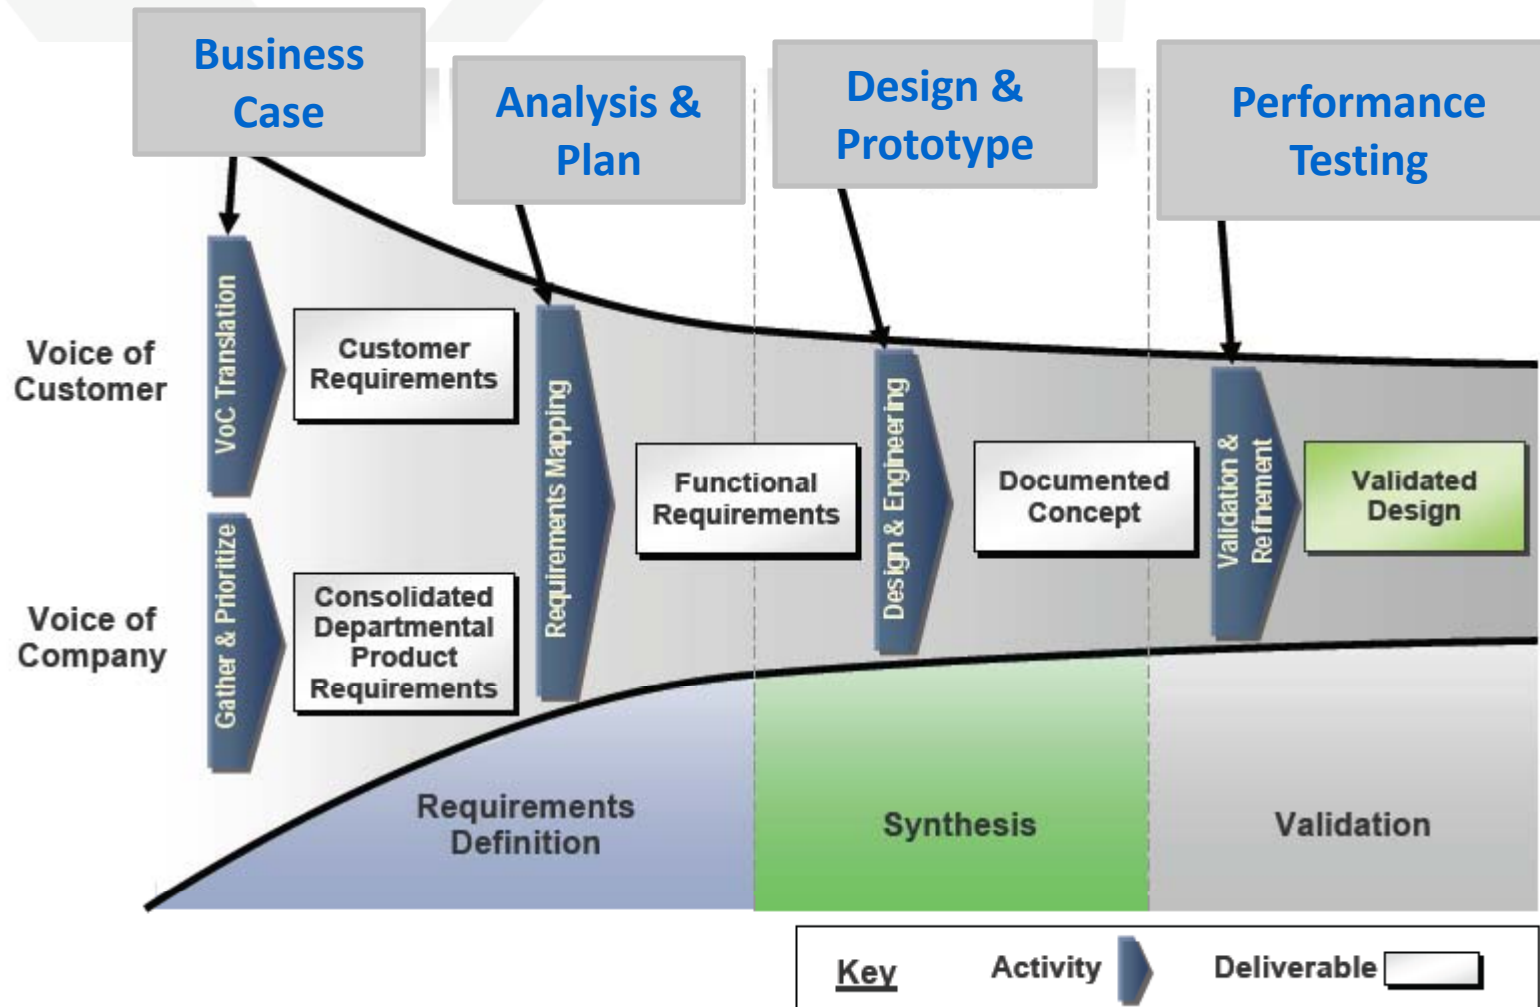 Business
Case
Analysis &
Plan
Design &
Prototype
Performance
Testing
Voice of
Customer
VoC Translation
Customer
Requirements
Requirements Mapping
Functional
Requirements
Design & Engineering
Documented
Concept
Validation &
Refinement
Validated
Design
Voice of
Company
Gather & Prioritize
Consolidated
Departmental
Product
Requirements
Requirements
Definition
Synthesis
Validation
Key
Activity
Deliverable